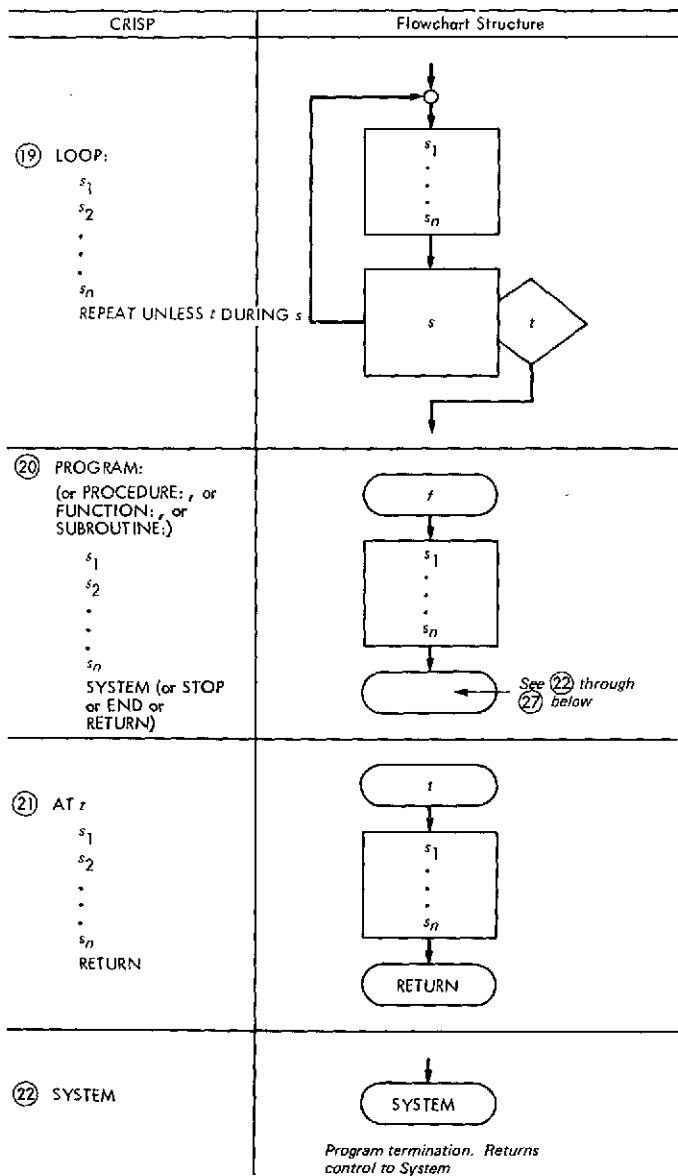 CRISP
Flowchart Structure
19 LOOP:
s1
s2
.
.
.
sn
REPEAT UNLESS t DURING s
s1
.
.
.
sn
s
t
20 PROGRAM:
(or PROCEDURE: , or
FUNCTION: , or
SUBROUTINE:)
s1
s2
.
.
.
sn
SYSTEM (or STOP
or END or
RETURN)
f
s1
.
.
.
sn
See 22 through
27 below
21 AT t
s1
s2
.
.
.
sn
RETURN
t
s1
.
.
.
sn
RETURN
22 SYSTEM
SYSTEM
Program termination. Returns
control to System